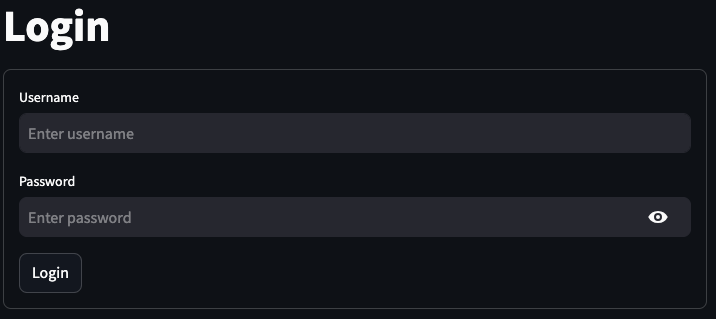 Login
Username
Enter username
Password
Enter password
Login